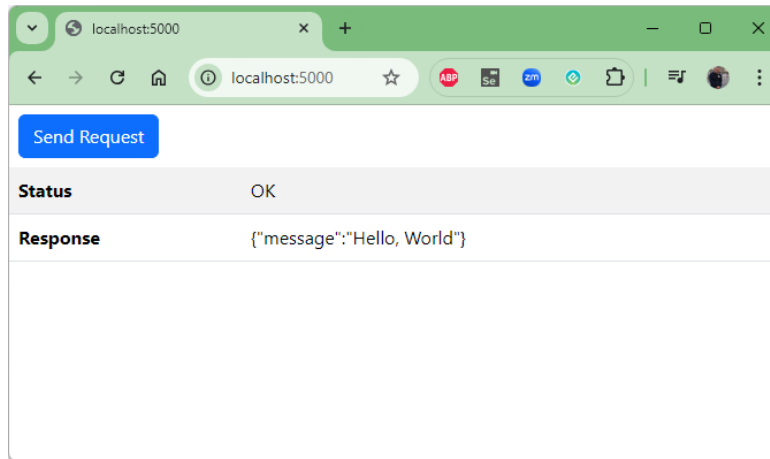 localhost:5000
localhost:5000
ABP
Se
zm
Send Request
Status OK
Response {"message":"Hello, World"}